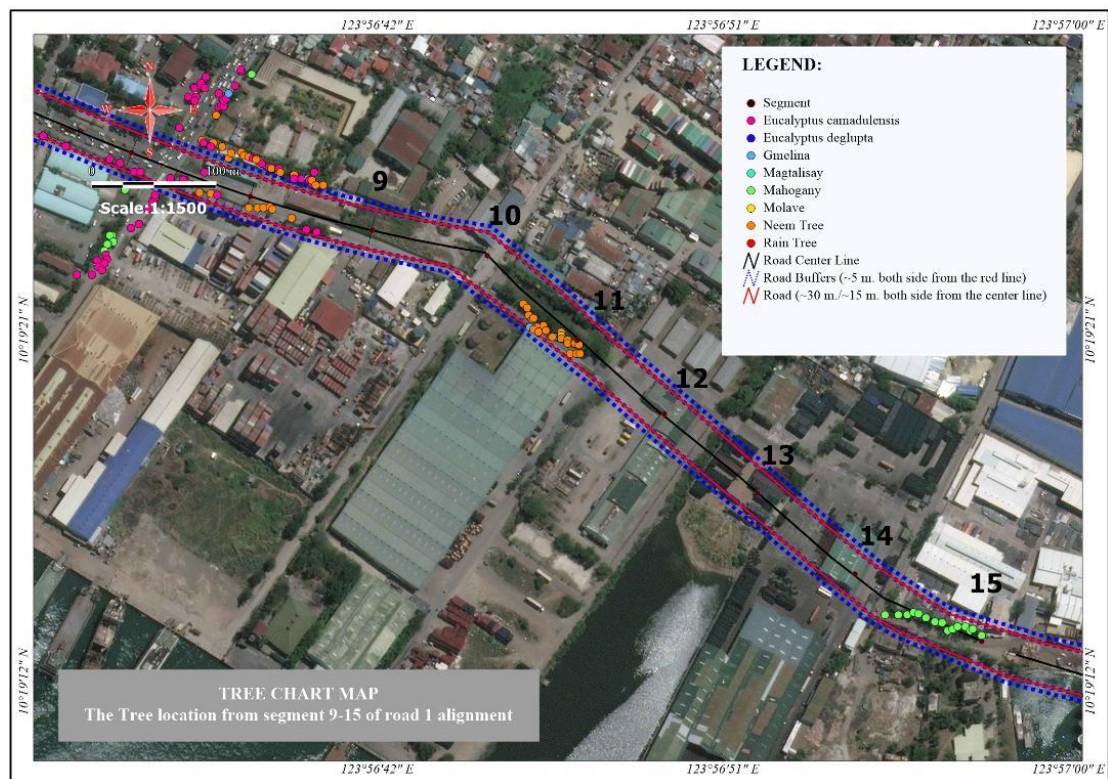 123°56'42" E
123°56'51" E
123°57'00" E
N
W
E
S
0
100 m
Scale:1:1500
9
10
11
12
13
14
15
LEGEND:
Segment
Eucalyptus camadulensis
Eucalyptus deglupta
Gmelina
Magtalisay
Mahogany
Molave
Neem Tree
Rain Tree
Road Center Line
Road Buffers (~5 m. both side from the red line)
Road (~30 m./~15 m. both side from the center line)
10°19'21" N
10°19'21" N
10°19'12" N
10°19'12" N
TREE CHART MAP
The Tree location from segment 9-15 of road 1 alignment
123°56'42" E
123°56'51" E
123°57'00" E